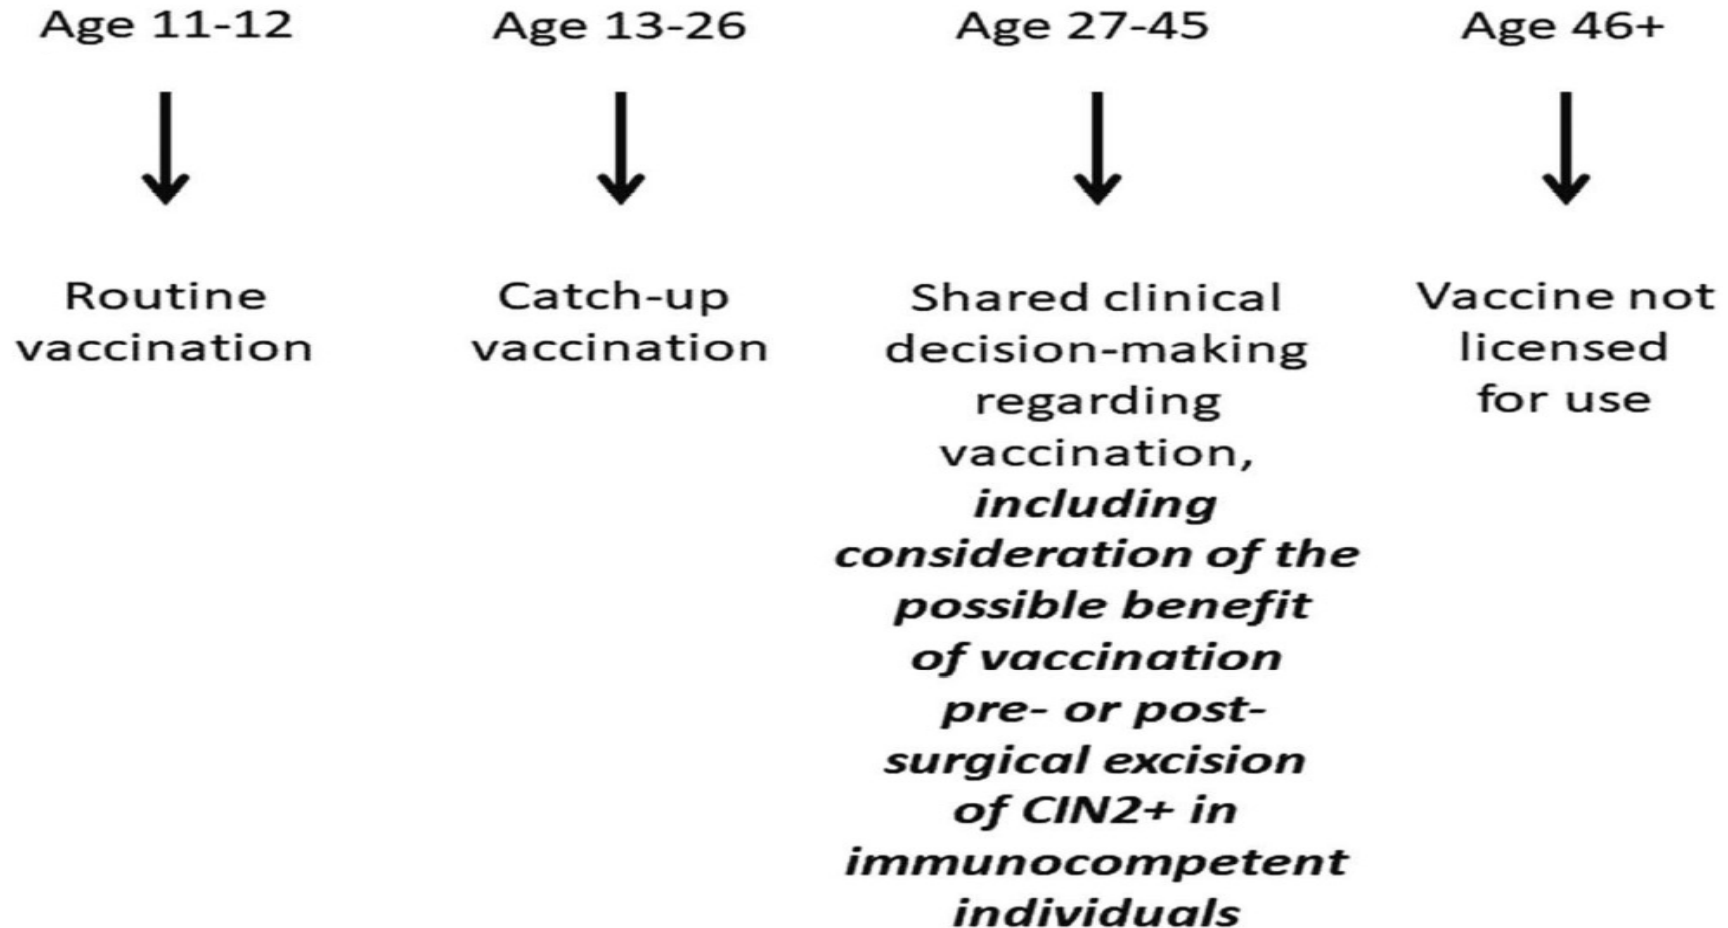 Age 11-12
Routine
vaccination
Age 13-26
Catch-up
vaccination
Age 27-45
Shared clinical
decision-making
regarding
vaccination,
including
consideration of the
possible benefit
of vaccination
pre- or post-
surgical excision
of CIN2+ in
immunocompetent
individuals
Age 46+
Vaccine not
licensed
for use